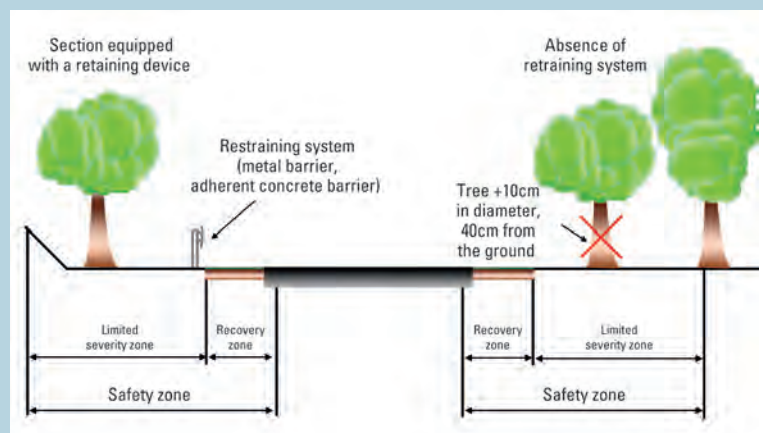 Section equipped
with a retaining device
Absence of
retraining system
Restraining system
(metal barrier,
adherent concrete barrier)
Tree +10cm
in diameter,
40cm from
the ground
Limited
severity zone
Recovery
zone
Recovery
zone
Limited
severity zone
Safety zone
Safety zone